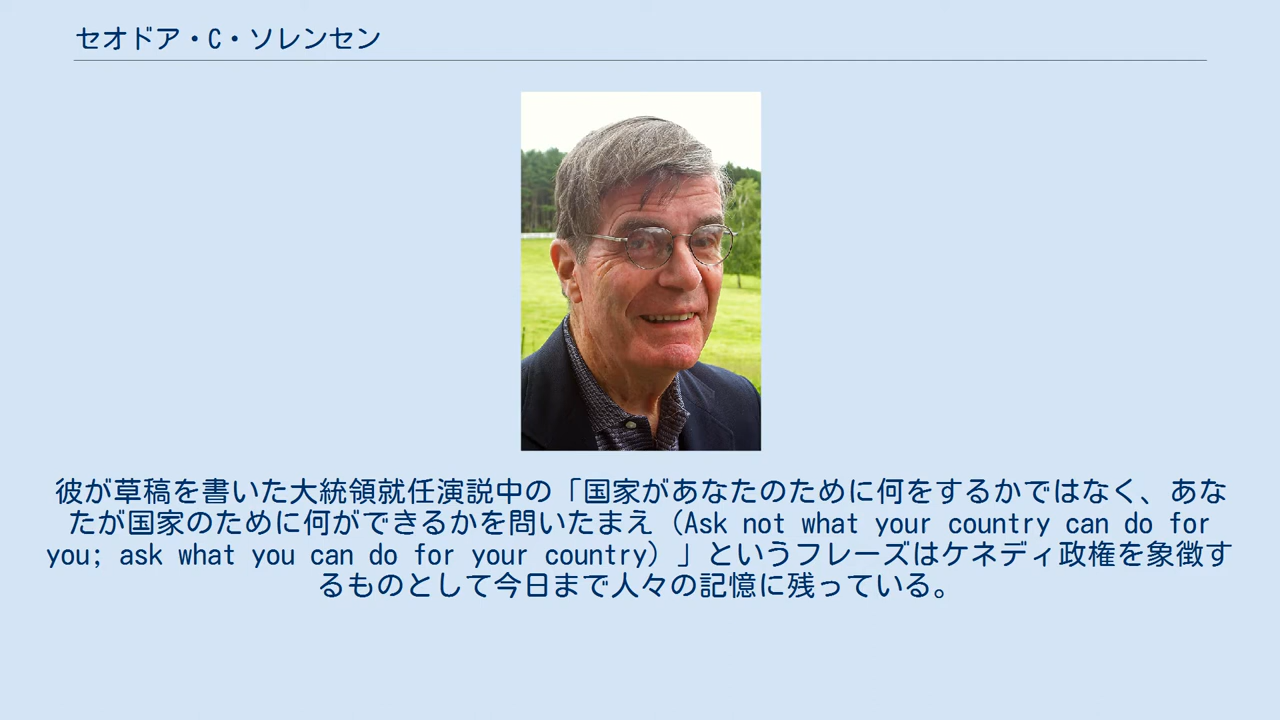 セオドア・C・ソレンセン
彼が草稿を書いた大統領就任演説中の「国家があなたのために何をするかではなく、あな
たが国家のために何ができるかを問いたまえ（Ask not what your country can do for
you; ask what you can do for your country）」というフレーズはケネディ政権を象徴す
るものとして今日まで人々の記憶に残っている。